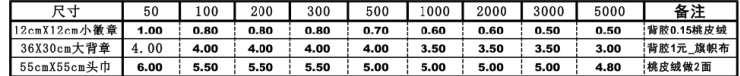 尺寸 50 100 200 300 500 1000 2000 3000 5000 备注
12cmX12cm小徽章 1.00 0.80 0.80 0.80 0.70 0.60 0.60 0.50 0.50 背胶0.15桃皮绒
36X30cm大背章 4.00 4.00 4.00 4.00 4.00 3.50 3.50 3.50 3.00 背胶1元_旗帜布
55cmX55cm头巾 6.00 5.50 5.50 5.50 5.00 5.00 5.00 5.00 4.80 桃皮绒做2面